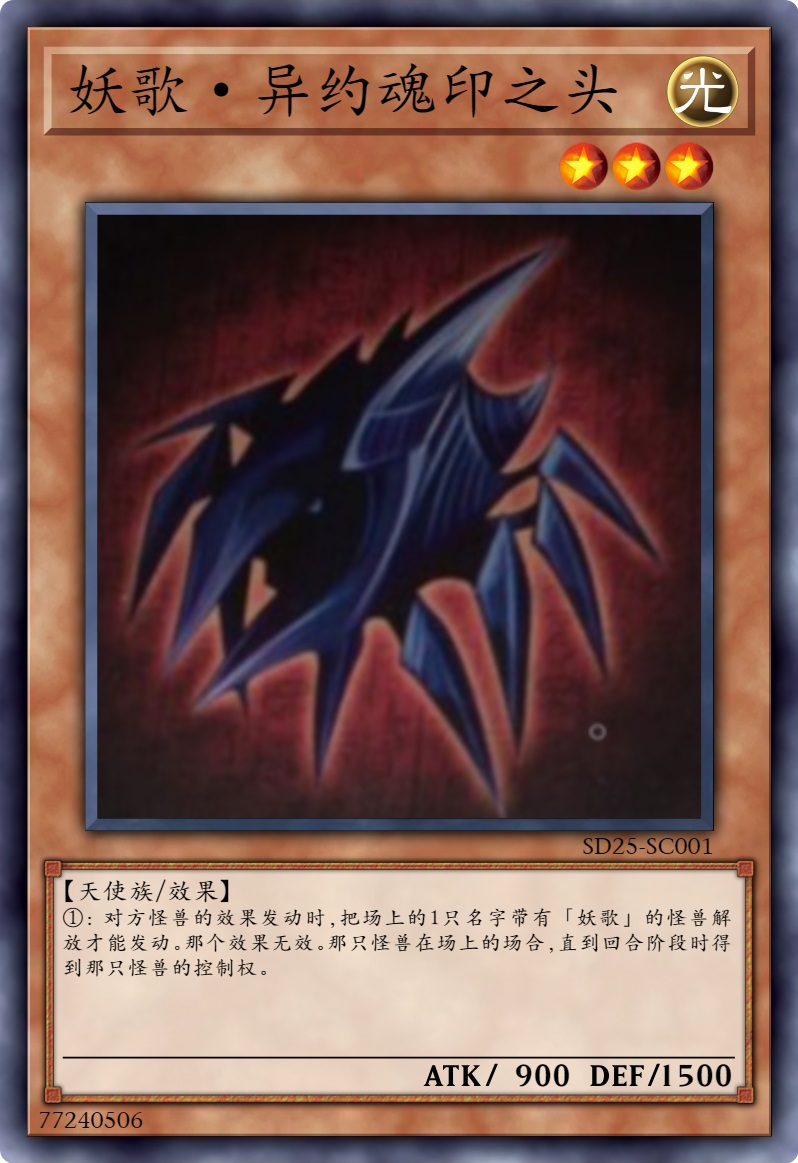 妖歌·异约魂印之头
光
SD25-SC001
【天使族/效果】
①：对方怪兽的效果发动时，把场上的1只名字带有「妖歌」的怪兽解
放才能发动。那个效果无效。那只怪兽在场上的场合，直到回合阶段时得
到那只怪兽的控制权。
ATK/ 900 DEF/1500
77240506